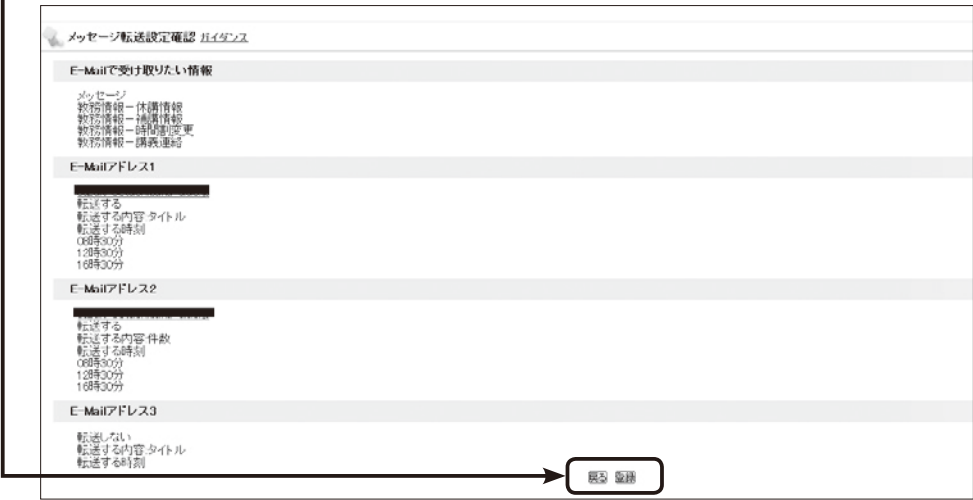 メッセージ転送設定確認 ガイダンス
E-Mailで受け取りたい情報
メッセージ
教務情報－休講情報
教務情報－補講情報
教務情報－時間割変更
教務情報－講義連絡
E-Mailアドレス1
転送する
転送する内容:タイトル
転送する時刻
08時30分
12時30分
16時30分
E-Mailアドレス2
転送する
転送する内容:件数
転送する時刻
08時30分
12時30分
16時30分
E-Mailアドレス3
転送しない
転送する内容:タイトル
転送する時刻
戻る 登録